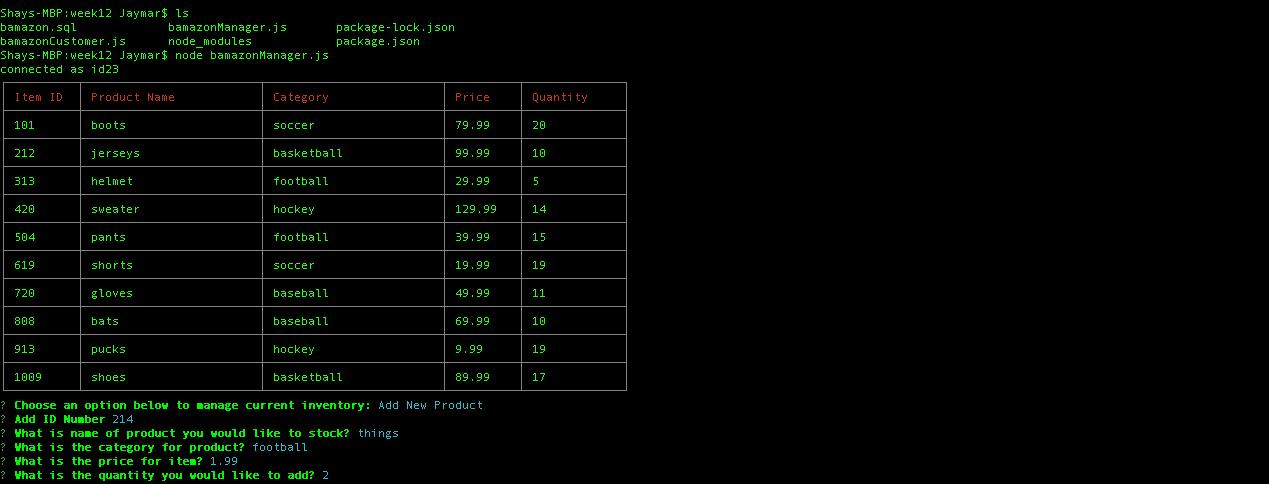 Shays-MBP:week12 Jaymar$ ls
bamazon.sql bamazonManager.js package-lock.json
bamazonCustomer.js node_modules package.json
Shays-MBP:week12 Jaymar$ node bamazonManager.js
connected as id23
Item ID Product Name Category Price Quantity
101 boots soccer 79.99 20
212 jerseys basketball 99.99 10
313 helmet football 29.99 5
420 sweater hockey 129.99 14
504 pants football 39.99 15
619 shorts soccer 19.99 19
720 gloves baseball 49.99 11
808 bats baseball 69.99 10
913 pucks hockey 9.99 19
1009 shoes basketball 89.99 17
? Choose an option below to manage current inventory: Add New Product
? Add ID Number 214
? What is name of product you would like to stock? things
? What is the category for product? football
? What is the price for item? 1.99
? What is the quantity you would like to add? 2